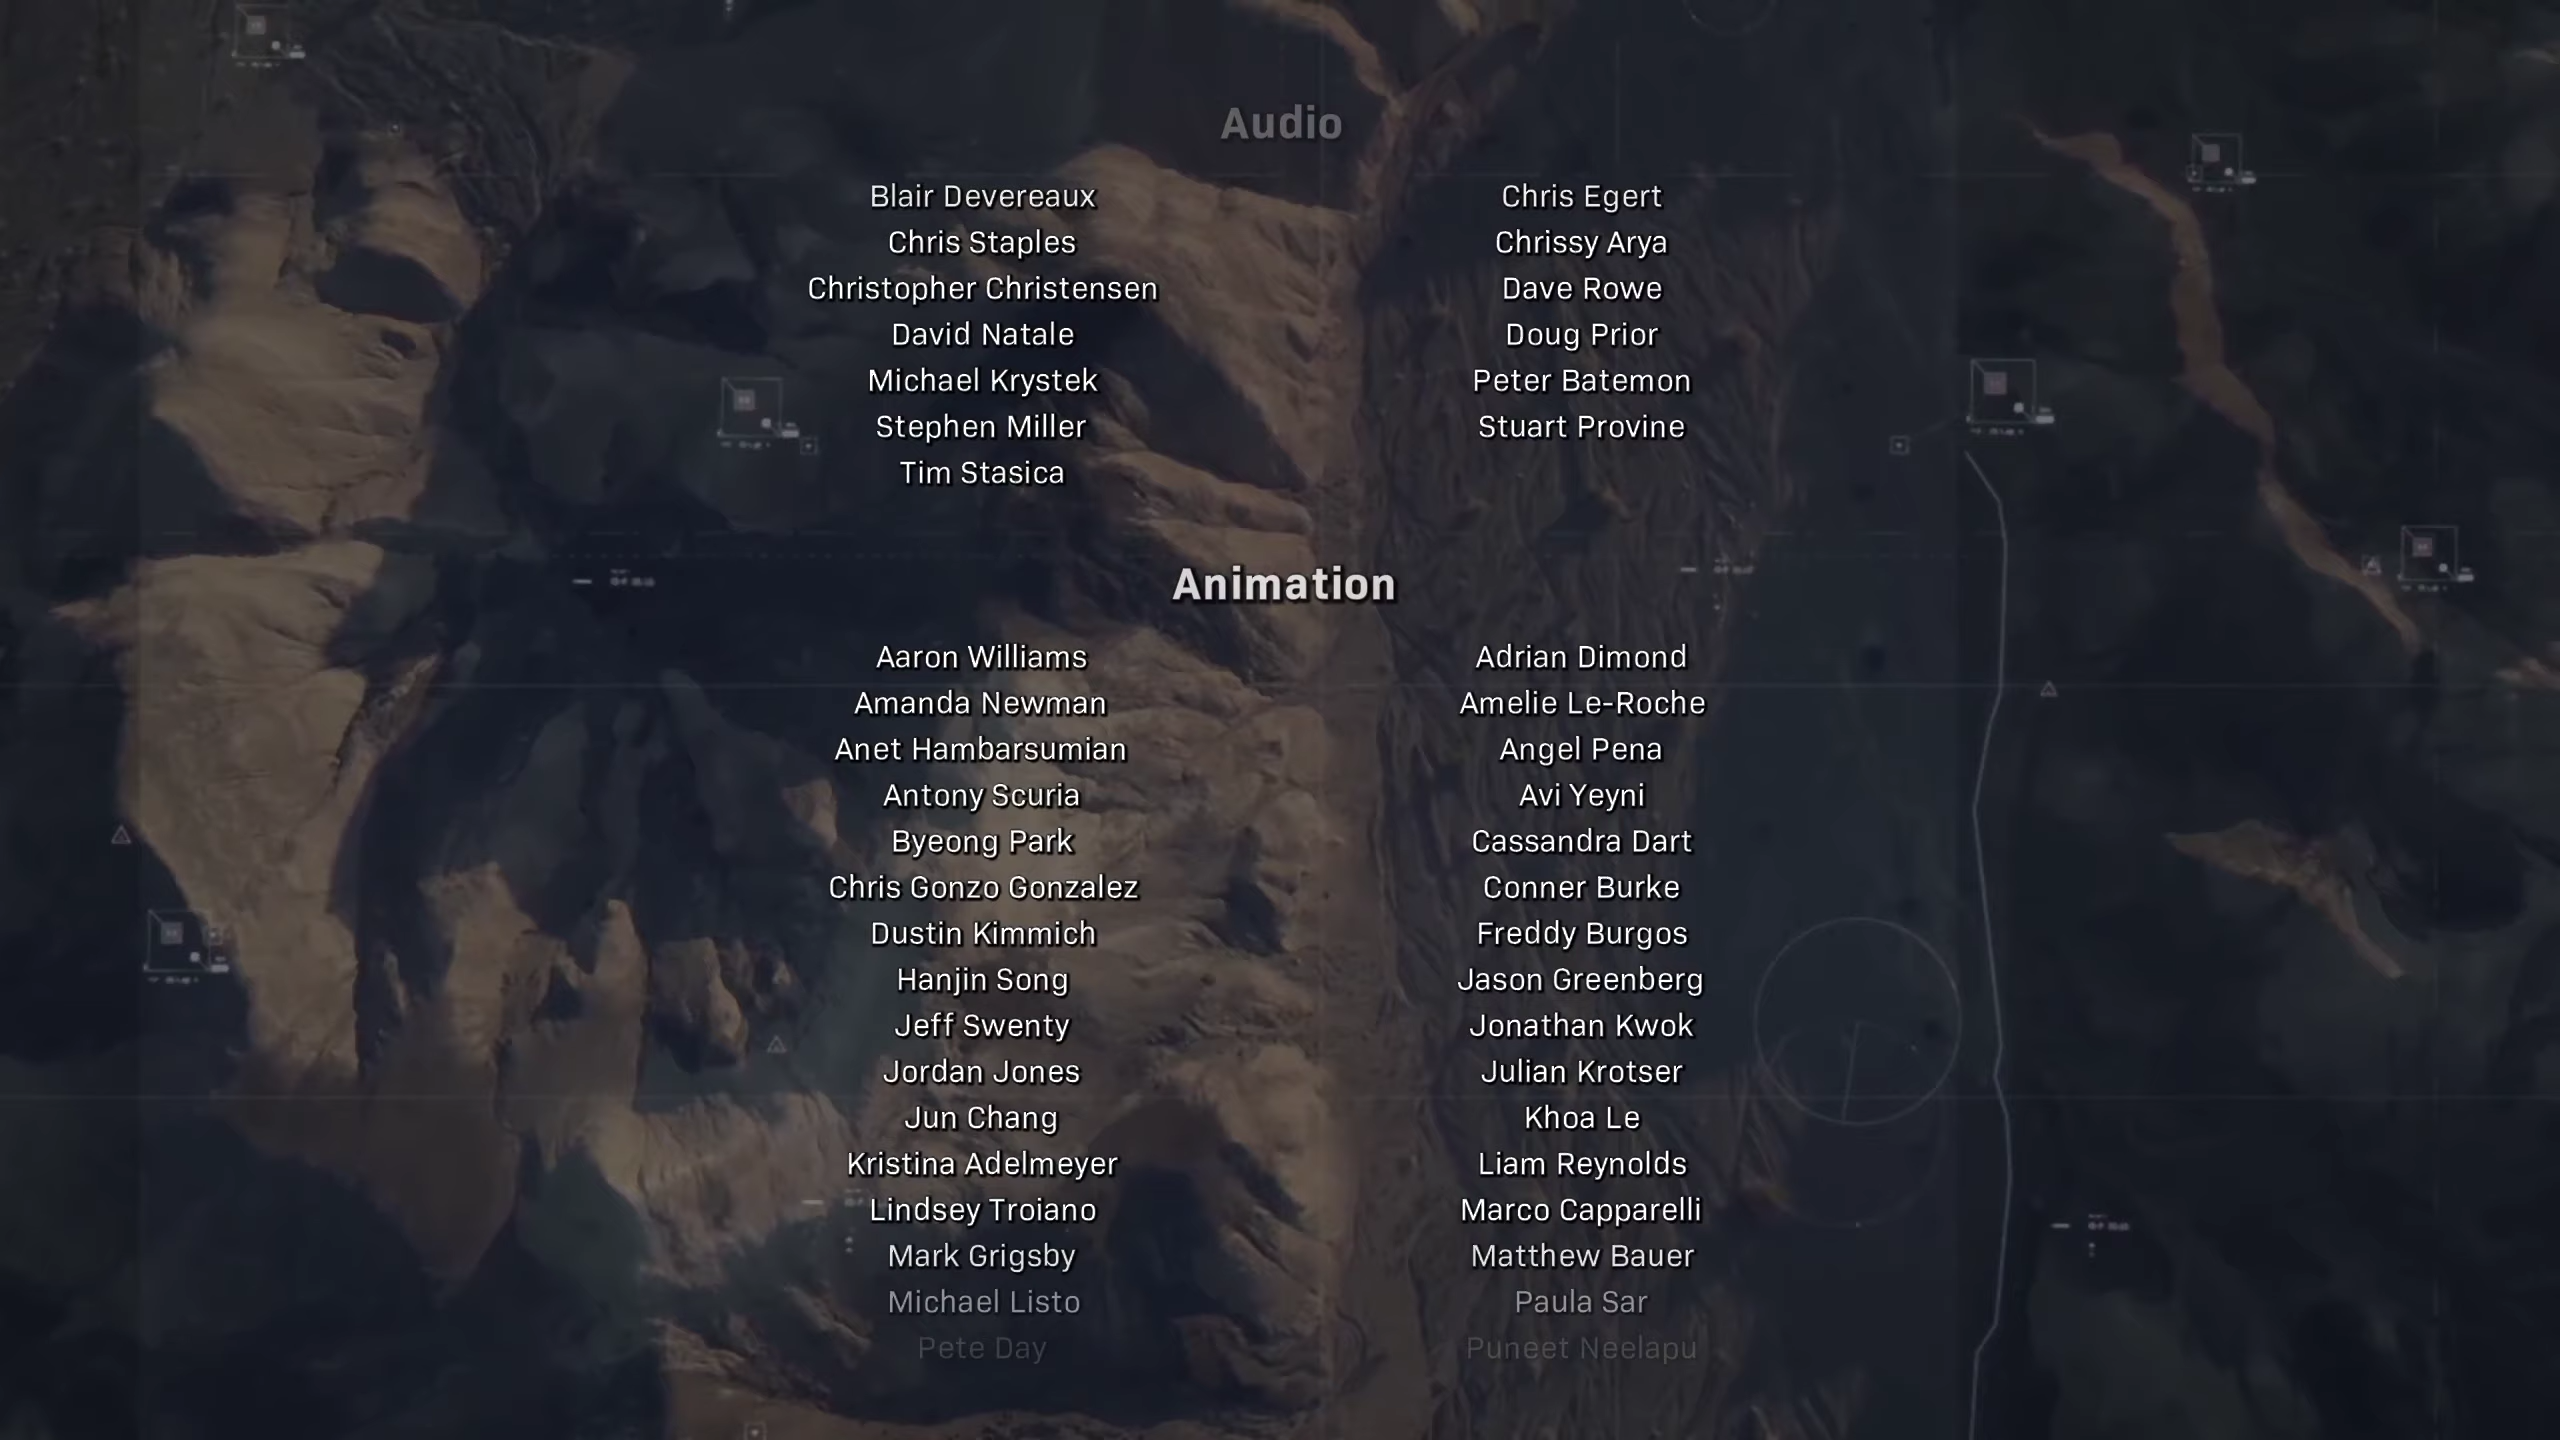 Audio
Blair Devereaux
Chris Egert
Chris Staples
Chrissy Arya
Christopher Christensen
Dave Rowe
David Natale
Doug Prior
Michael Krystek
Peter Batemon
Stephen Miller
Stuart Provine
Tim Stasica
Animation
Aaron Williams
Adrian Dimond
Amanda Newman
Amelie Le-Roche
Anet Hambarsumian
Angel Pena
Antony Scuria
Avi Yeyni
Byeong Park
Cassandra Dart
Chris Gonzo Gonzalez
Conner Burke
Dustin Kimmich
Freddy Burgos
Hanjin Song
Jason Greenberg
Jeff Swenty
Jonathan Kwok
Jordan Jones
Julian Krotser
Jun Chang
Khoa Le
Kristina Adelmeyer
Liam Reynolds
Lindsey Troiano
Marco Capparelli
Mark Grigsby
Matthew Bauer
Michael Listo
Paula Sar
Pete Day
Puneet Neelapu